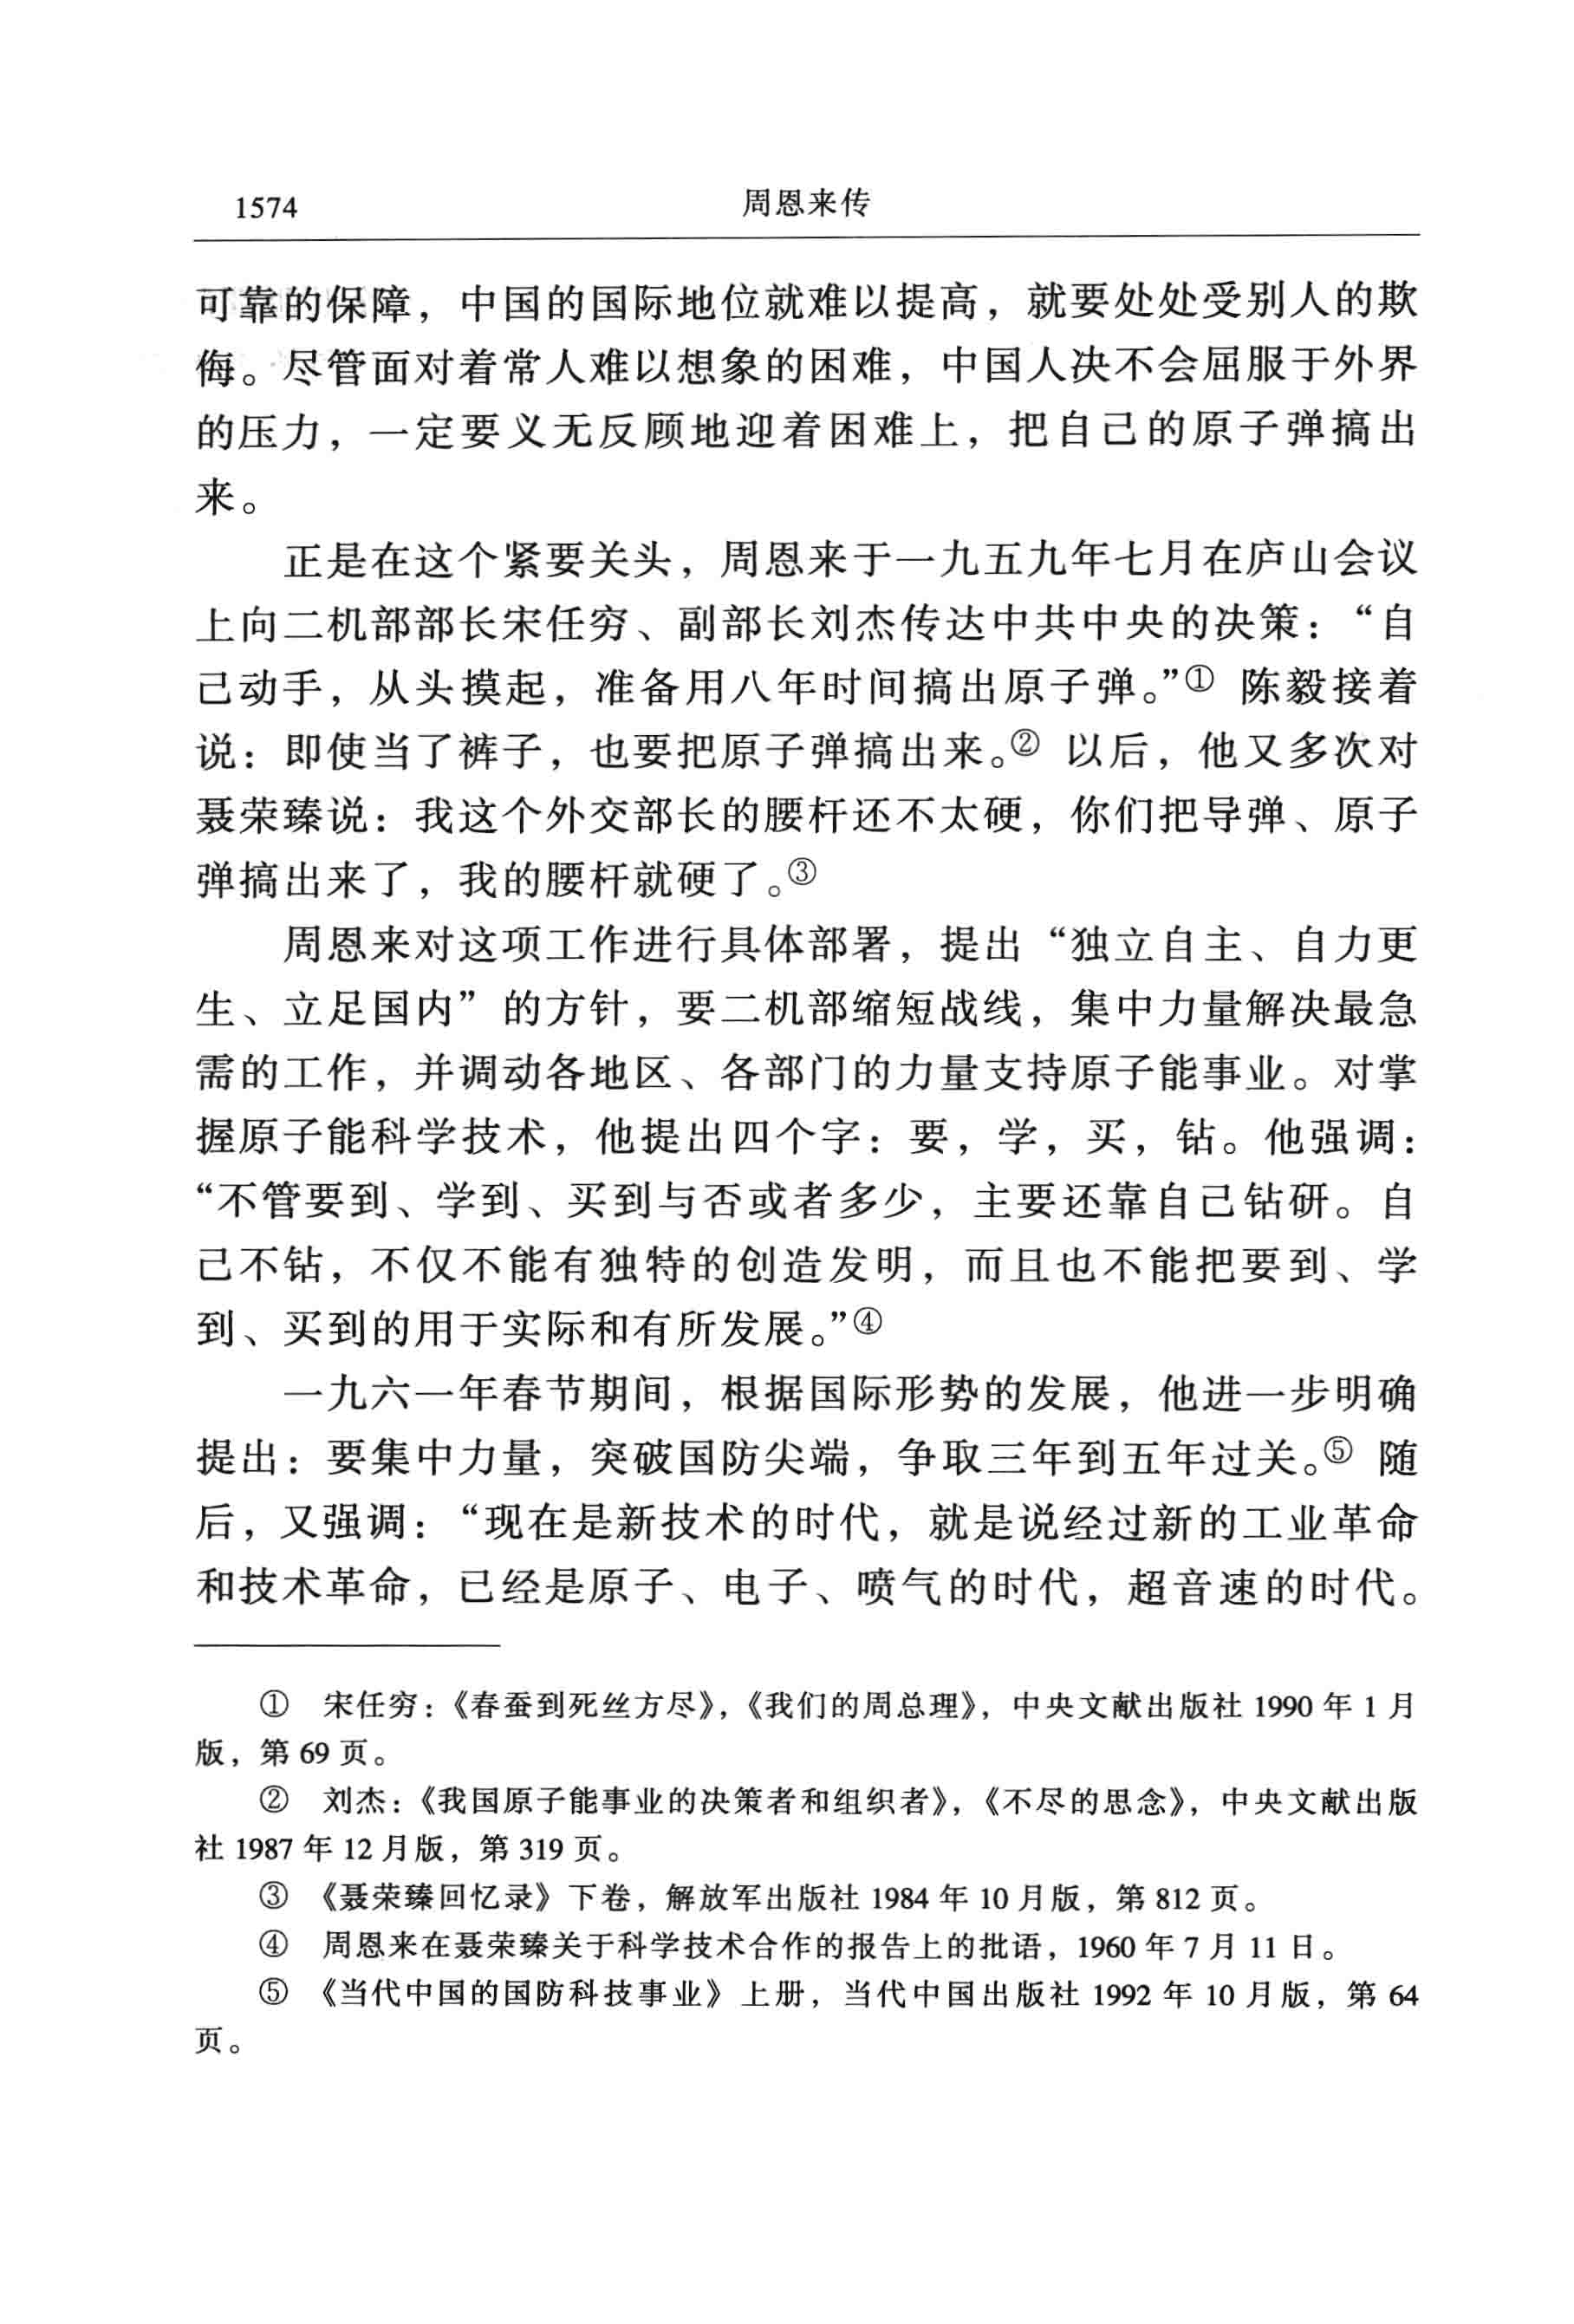 1574
周恩来传
可靠的保障，中国的国际地位就难以提高，就要处处受别人的欺
侮。尽管面对着常人难以想象的困难，中国人决不会屈服于外界
的压力，一定要义无反顾地迎着困难上，把自己的原子弹搞出
来。
正是在这个紧要关头，周恩来于一九五九年七月在庐山会议
上向二机部部长宋任穷、副部长刘杰传达中共中央的决策：“自
己动手，从头摸起，准备用八年时间搞出原子弹。”① 陈毅接着
说：即使当了裤子，也要把原子弹搞出来。② 以后，他又多次对
聂荣臻说：我这个外交部长的腰杆还不太硬，你们把导弹、原子
弹搞出来了，我的腰杆就硬了。③
周恩来对这项工作进行具体部署，提出“独立自主、自力更
生、立足国内”的方针，要二机部缩短战线，集中力量解决最急
需的工作，并调动各地区、各部门的力量支持原子能事业。对掌
握原子能科学技术，他提出四个字：要，学，买，钻。他强调：
“不管要到、学到、买到与否或者多少，主要还靠自己钻研。自
己不钻，不仅不能有独特的创造发明，而且也不能把要到、学
到、买到的用于实际和有所发展。”④
一九六一年春节期间，根据国际形势的发展，他进一步明确
提出：要集中力量，突破国防尖端，争取三年到五年过关。⑤ 随
后，又强调：“现在是新技术的时代，就是说经过新的工业革命
和技术革命，已经是原子、电子、喷气的时代，超音速的时代。
① 宋任穷：《春蚕到死丝方尽》，《我们的周总理》，中央文献出版社 1990 年 1 月
版，第 69 页。
② 刘杰：《我国原子能事业的决策者和组织者》，《不尽的思念》，中央文献出版
社 1987 年 12 月版，第 319 页。
③ 《聂荣臻回忆录》下卷，解放军出版社 1984 年 10 月版，第 812 页。
④ 周恩来在聂荣臻关于科学技术合作的报告上的批语，1960 年 7 月 11 日。
⑤ 《当代中国的国防科技事业》上册，当代中国出版社 1992 年 10 月版，第 64
页。